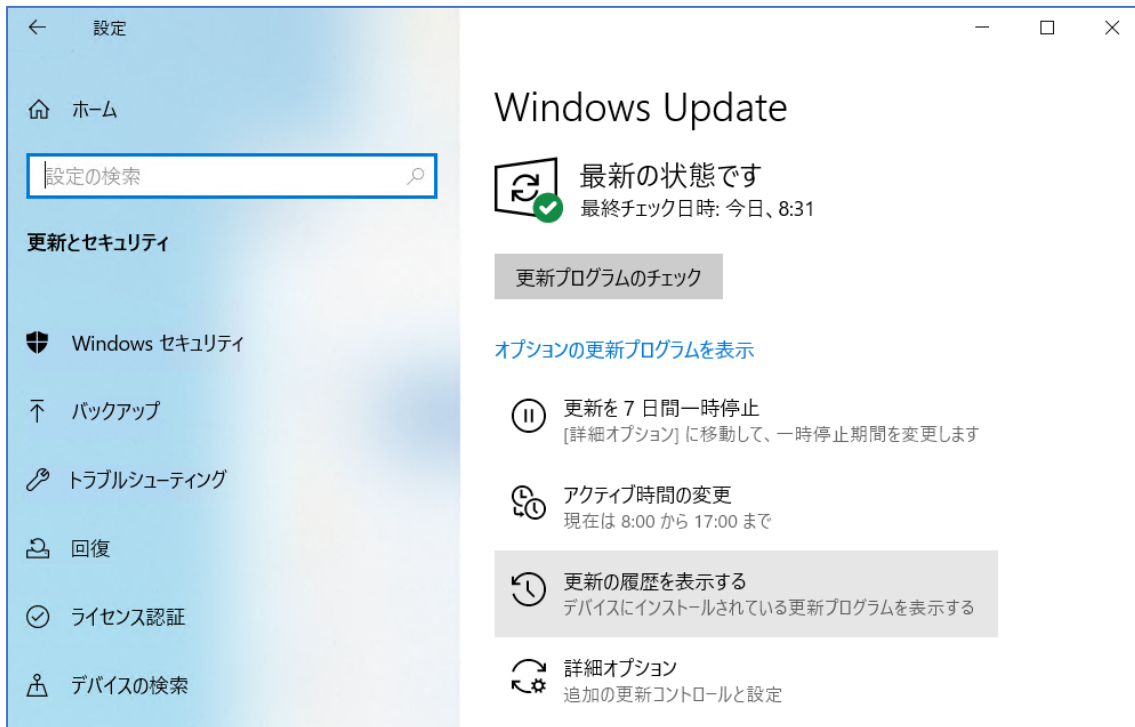 設定
ホーム
設定の検索
更新とセキュリティ
Windows セキュリティ
バックアップ
トラブルシューティング
回復
ライセンス認証
デバイスの検索
Windows Update
最新の状態です
最終チェック日時: 今日、8:31
更新プログラムのチェック
オプションの更新プログラムを表示
更新を 7 日間一時停止
[詳細オプション] に移動して、一時停止期間を変更します
アクティブ時間の変更
現在は 8:00 から 17:00 まで
更新の履歴を表示する
デバイスにインストールされている更新プログラムを表示する
詳細オプション
追加の更新コントロールと設定